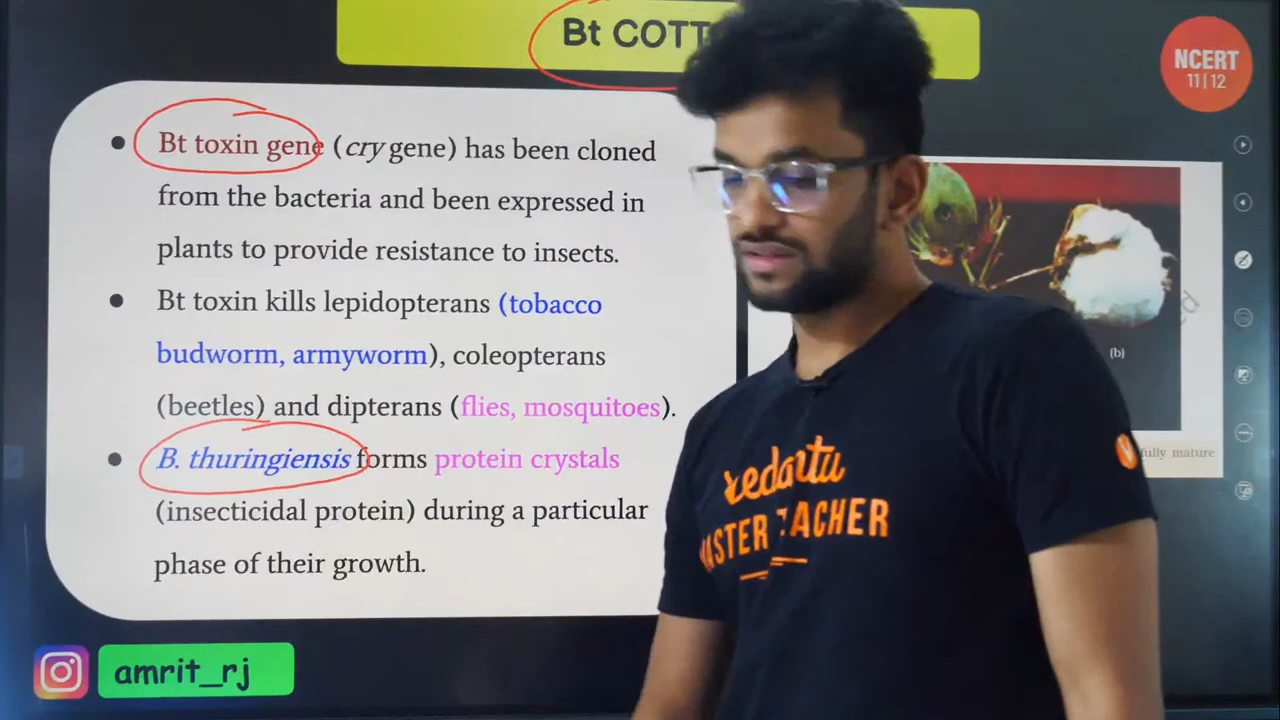 Bt COTT
NCERT
11|12
● Bt toxin gene (cry gene) has been cloned
from the bacteria and been expressed in
plants to provide resistance to insects.
● Bt toxin kills lepidopterans (tobacco
budworm, armyworm), coleopterans
(beetles) and dipterans (flies, mosquitoes).
● B. thuringiensis forms protein crystals
(insecticidal protein) during a particular
phase of their growth.
(b)
fully mature
vedantu
MASTER TEACHER
amrit_rj